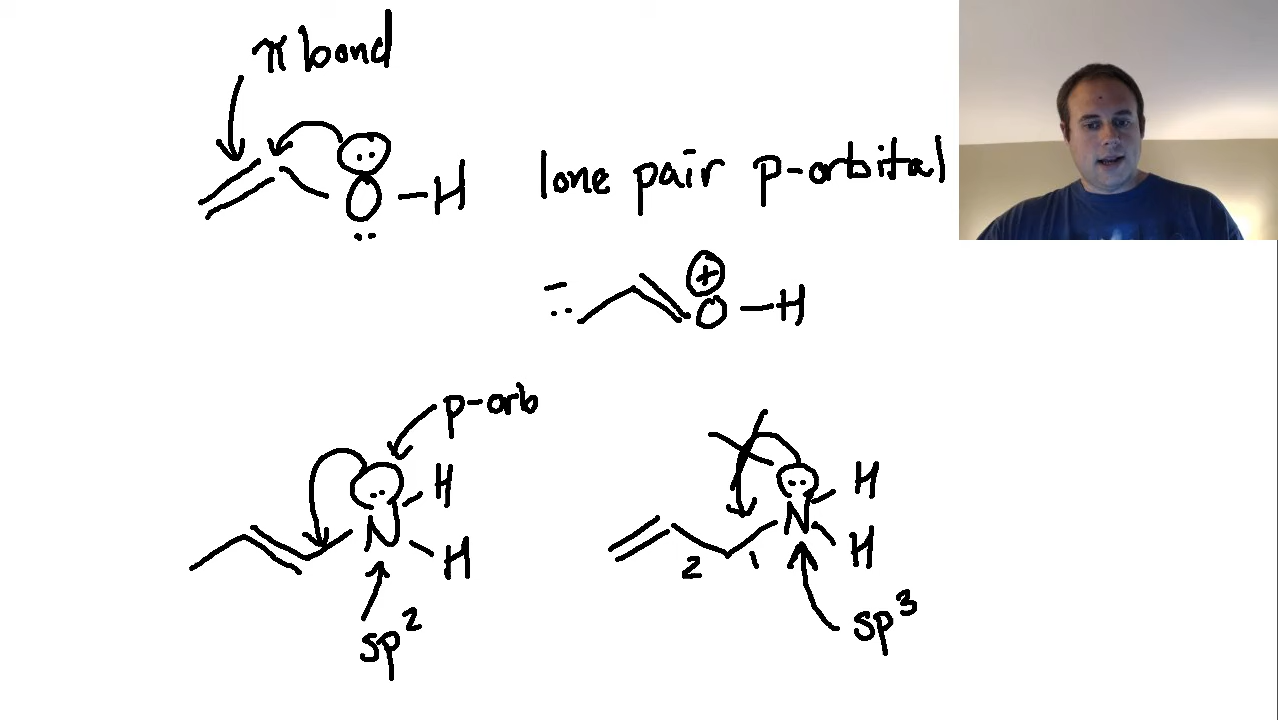 π bond
O-H
lone pair p-orbital
+
O-H
p-orb
H
N
H
sp²
H
N
H
2 1
sp³